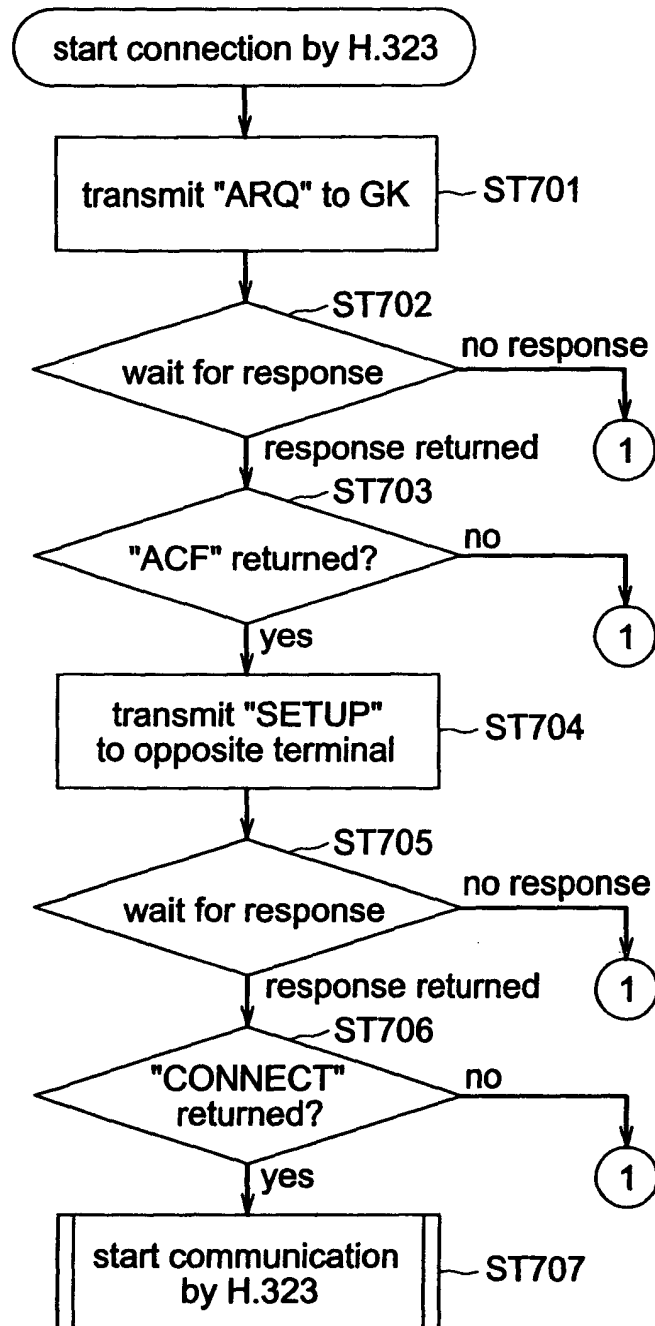 start connection by H.323
transmit "ARQ" to GK
ST701
ST702
wait for response
no response
1
response returned
ST703
"ACF" returned?
no
1
yes
transmit "SETUP"
to opposite terminal
ST704
ST705
wait for response
no response
1
response returned
ST706
"CONNECT"
returned?
no
1
yes
start communication
by H.323
ST707